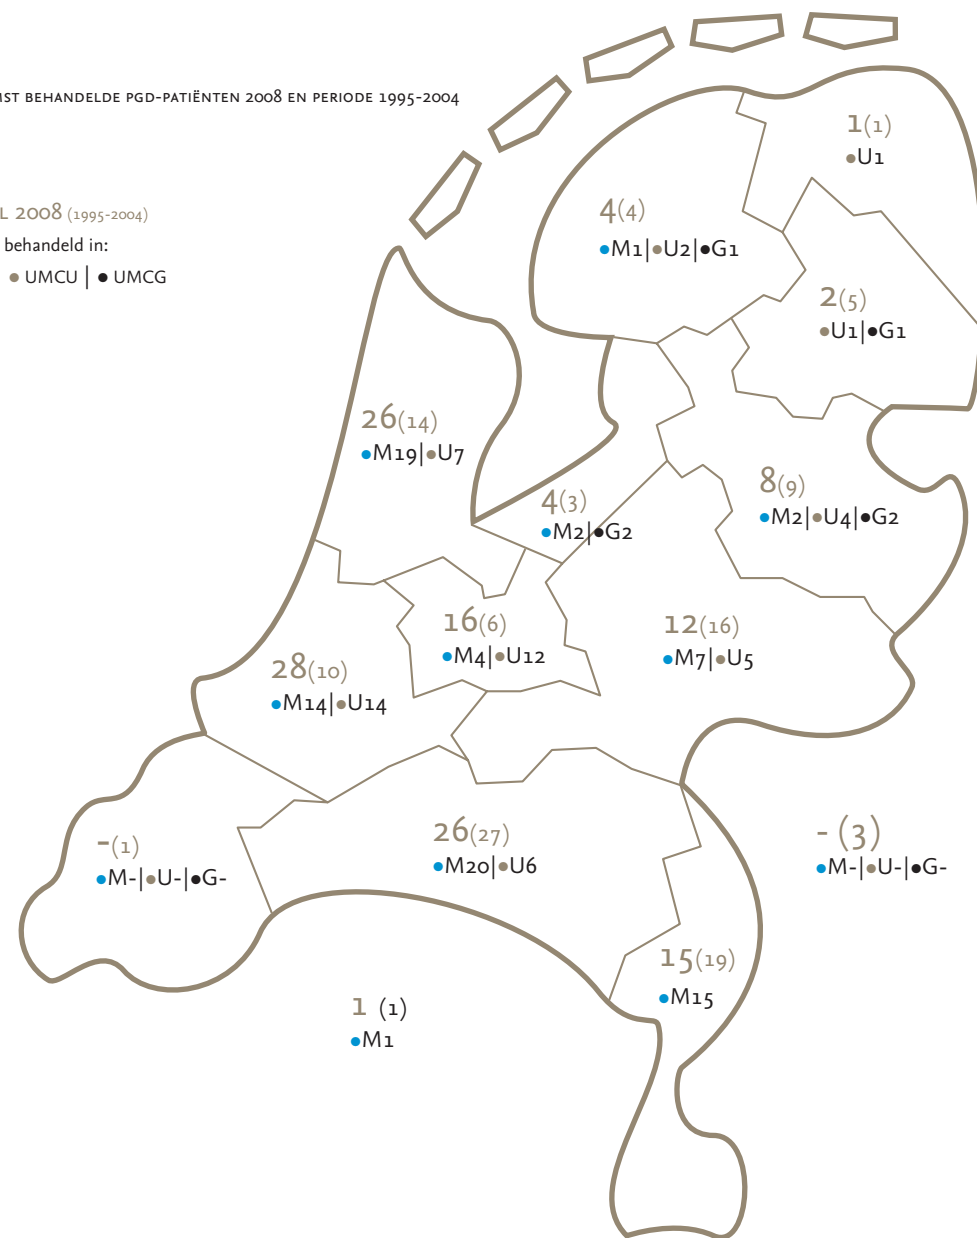 BEHANDELDE PGD-PATIËNTEN 2008 EN PERIODE 1995-2004
2008 (1995-2004)
behandeld in:
• UMCU | • UMCG
1(1)
•U1
4(4)
•M1|•U2|•G1
2(5)
•U1|•G1
26(14)
•M19|•U7
4(3)
•M2|•G2
8(9)
•M2|•U4|•G2
16(6)
•M4|•U12
12(16)
•M7|•U5
28(10)
•M14|•U14
-(1)
•M-|•U-|•G-
26(27)
•M20|•U6
- (3)
•M-|•U-|•G-
15(19)
•M15
1 (1)
•M1